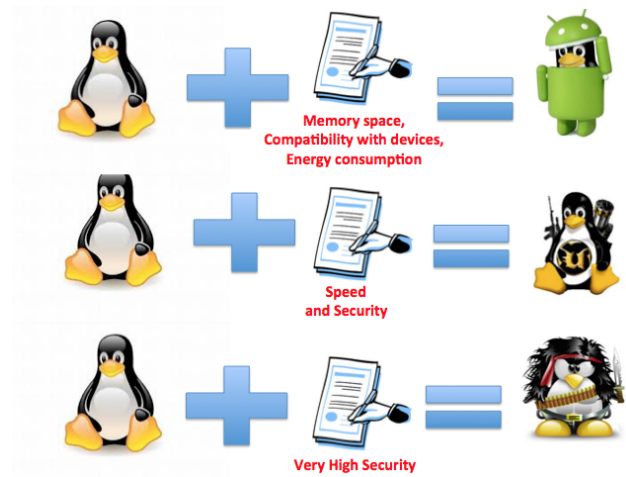 Memory space,
Compatibility with devices,
Energy consumption
Speed
and Security
Very High Security